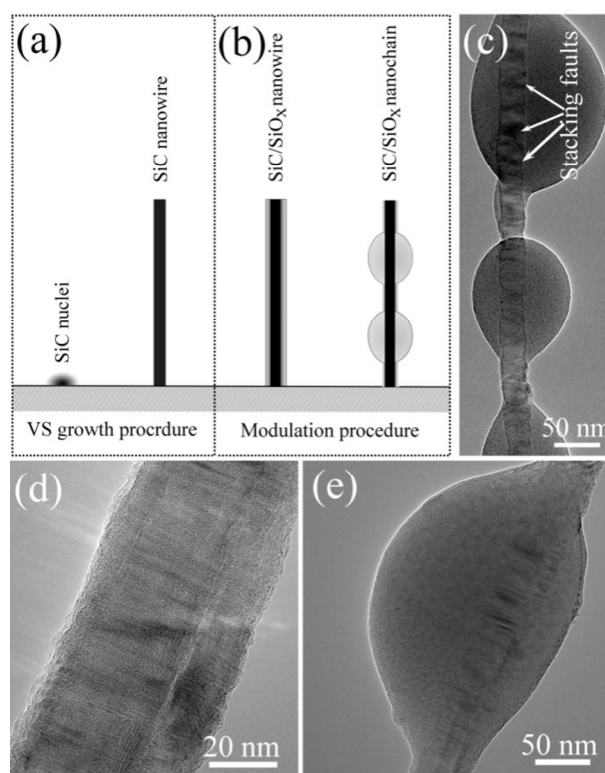 (a)
SiC nuclei
SiC nanowire
VS growth procrdure
(b)
SiC/SiOx nanowire
SiC/SiOx nanochain
Modulation procedure
(c)
Stacking faults
50 nm
(d)
20 nm
(e)
50 nm